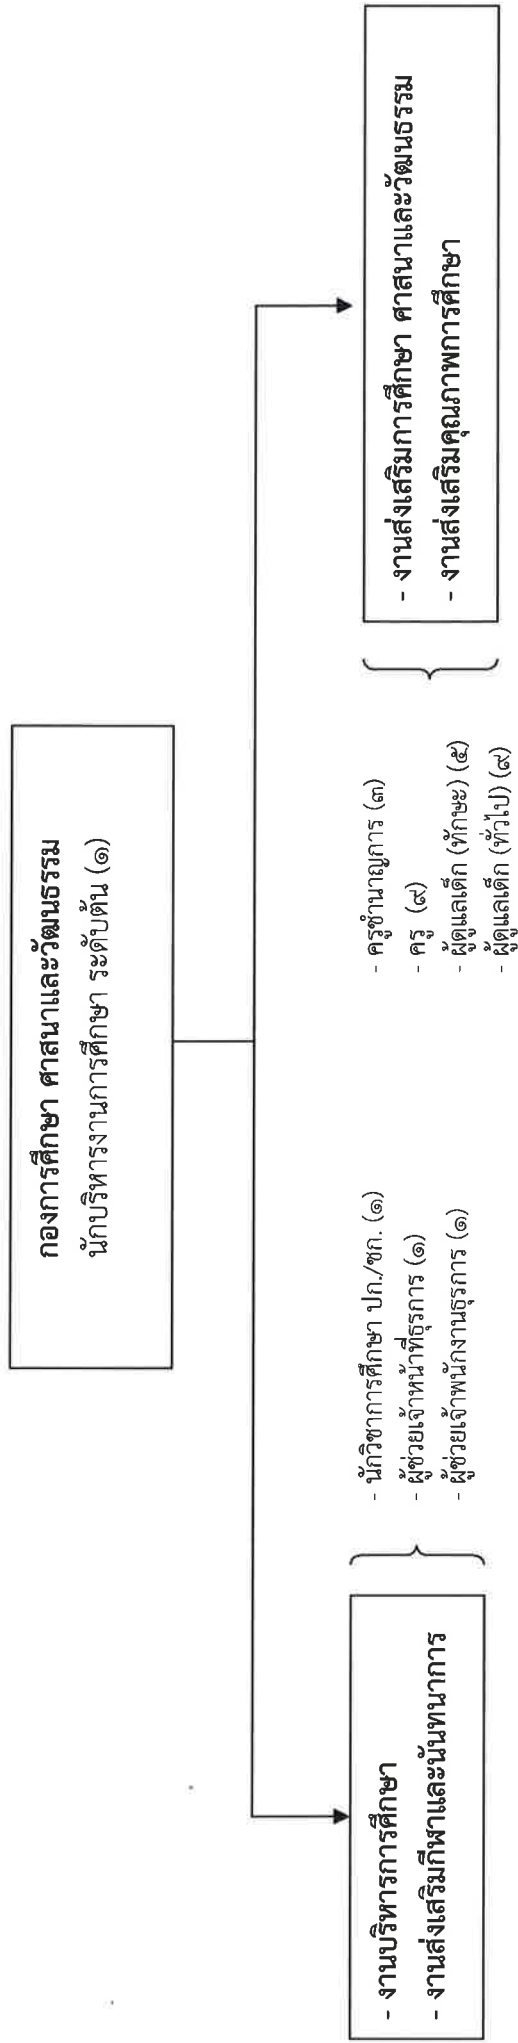 กองการศึกษา ศาสนาและวัฒนธรรม
นักบริหารงานการศึกษา ระดับต้น (๑)
- งานบริหารการศึกษา
- งานส่งเสริมกีฬาและนันทนาการ
- นักวิชาการศึกษา ปก./ชก. (๑)
- ผู้ช่วยเจ้าหน้าที่ธุรการ (๑)
- ผู้ช่วยเจ้าพนักงานธุรการ (๑)
- ครูชำนาญการ (๓)
- ครู (๙)
- ผู้ดูแลเด็ก (ทักษะ) (๕)
- ผู้ดูแลเด็ก (ทั่วไป) (๙)
- งานส่งเสริมการศึกษา ศาสนาและวัฒนธรรม
- งานส่งเสริมคุณภาพการศึกษา